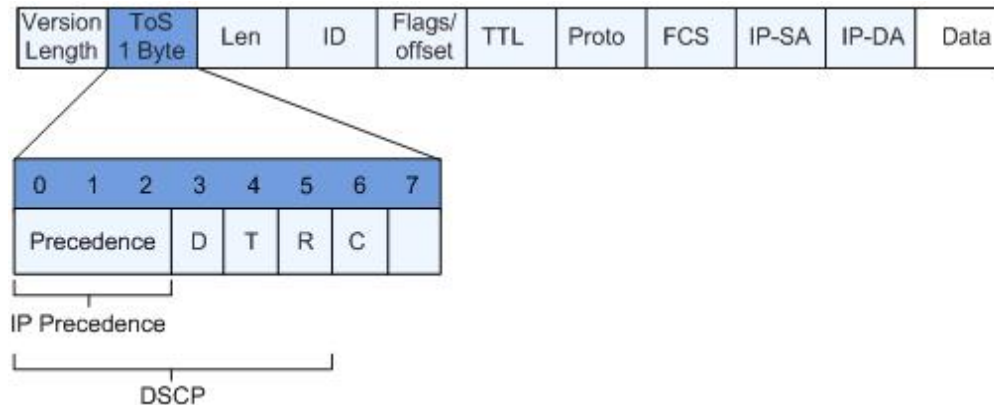 Version Length ToS 1 Byte Len ID Flags/ offset TTL Proto FCS IP-SA IP-DA Data
0 1 2 3 4 5 6 7
Precedence D T R C
IP Precedence
DSCP